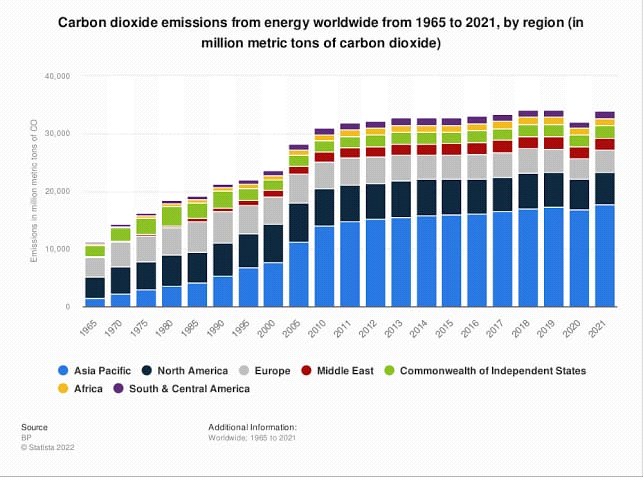 Carbon dioxide emissions from energy worldwide from 1965 to 2021, by region (in
million metric tons of carbon dioxide)
Emissions in million metric tons of CO
40,000
30,000
20,000
10,000
0
1965 1970 1975 1980 1985 1990 1995 2000 2005 2010 2011 2012 2013 2014 2015 2016 2017 2018 2019 2020 2021
Asia Pacific North America Europe Middle East Commonwealth of Independent States
Africa South & Central America
Source
BP
© Statista 2022
Additional Information:
Worldwide; 1965 to 2021